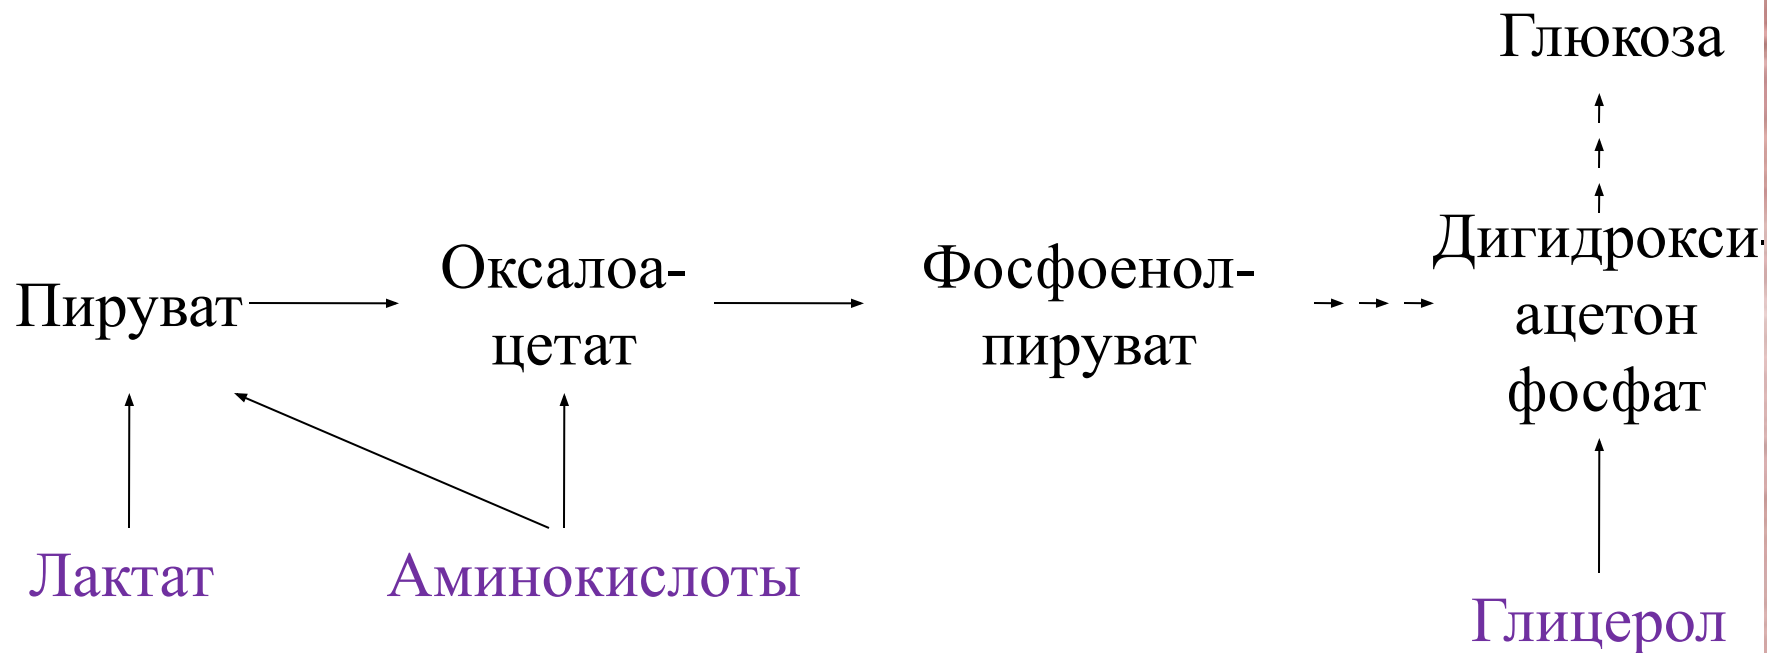 Глюкоза
Пируват
Оксалоа-
цетат
Фосфоенол-
пируват
Дигидрокси-
ацетон
фосфат
Лактат
Аминокислоты
Глицерол